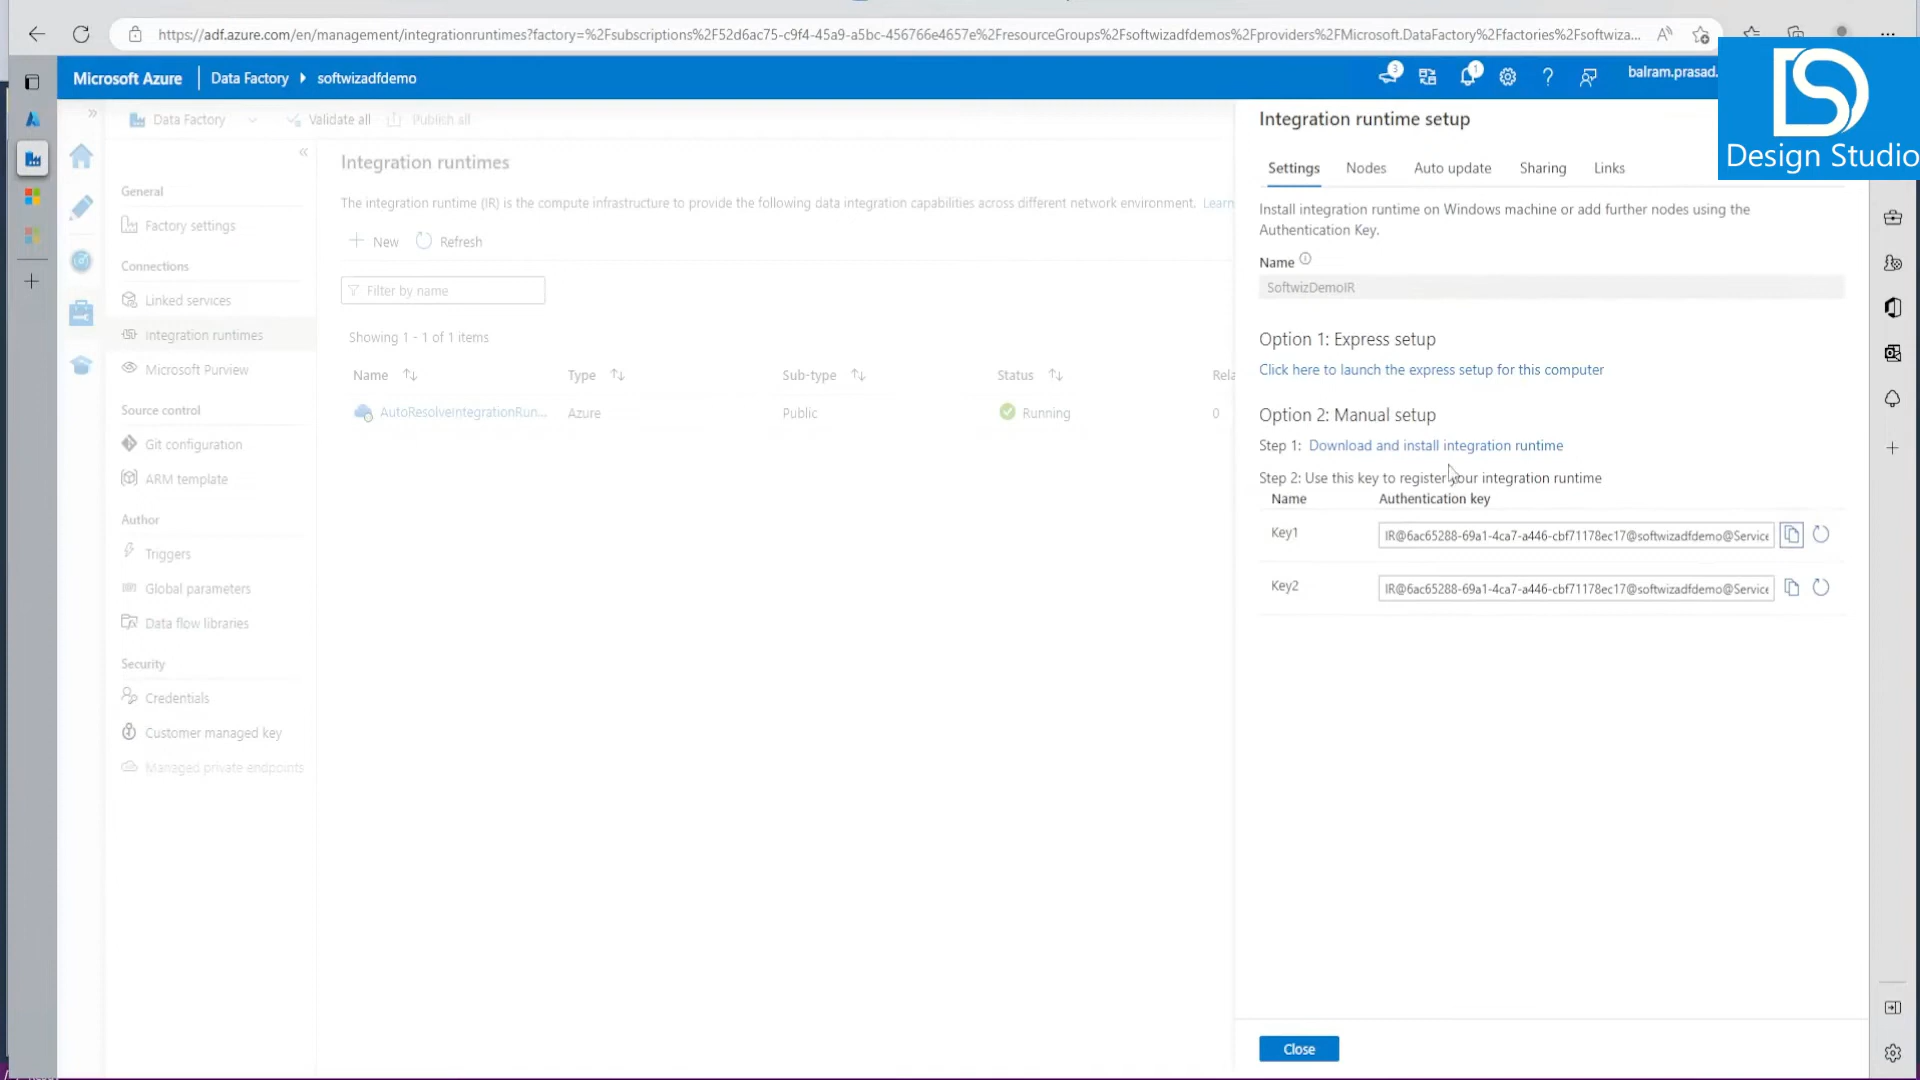 https://adf.azure.com/en/management/integrationruntimes?factory=%2Fsubscriptions%2F52d6ac75-c9f4-45a9-a5bc-456766e4657e%2FresourceGroups%2Fsoftwizadfdemos%2Fproviders%2FMicrosoft.DataFactory%2Ffactories%2Fsoftwiza...
Microsoft Azure
Data Factory
softwizadfdemo
3
1
balram.prasad.
Design Studio
Data Factory
Validate all
Publish all
General
Factory settings
Connections
Linked services
Integration runtimes
Microsoft Purview
Source control
Git configuration
ARM template
Author
Triggers
Global parameters
Data flow libraries
Security
Credentials
Customer managed key
Managed private endpoints
Integration runtimes
The integration runtime (IR) is the compute infrastructure to provide the following data integration capabilities across different network environment. Learn
New
Refresh
Filter by name
Showing 1 - 1 of 1 items
Name Type Sub-type Status Rela
AutoResolveIntegrationRun... Azure Public Running 0
Integration runtime setup
Settings Nodes Auto update Sharing Links
Install integration runtime on Windows machine or add further nodes using the
Authentication Key.
Name
SoftwizDemoIR
Option 1: Express setup
Click here to launch the express setup for this computer
Option 2: Manual setup
Step 1: Download and install integration runtime
Step 2: Use this key to register your integration runtime
Name Authentication key
Key1 IR@6ac65288-69a1-4ca7-a446-cbf71178ec17@softwizadfdemo@Service
Key2 IR@6ac65288-69a1-4ca7-a446-cbf71178ec17@softwizadfdemo@Service
Close